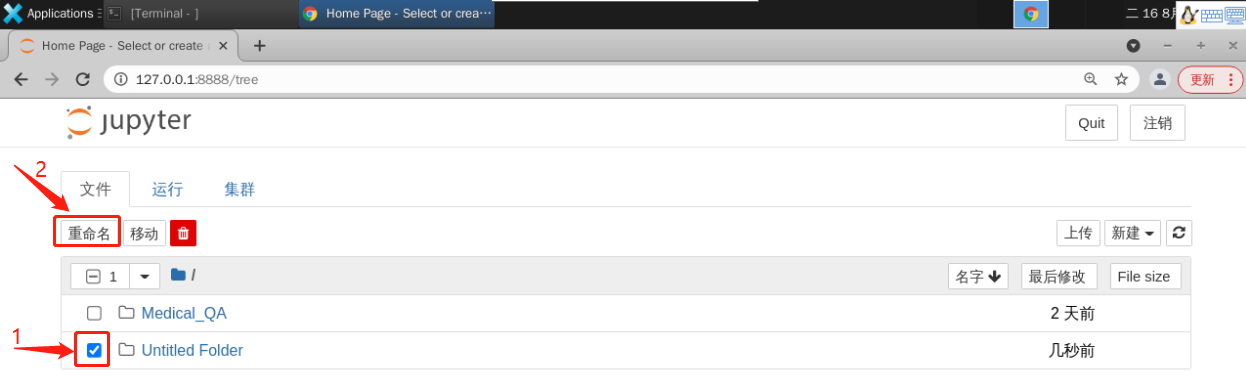 Applications [Terminal - ] Home Page - Select or crea… 二 16 8月
Home Page - Select or create a
127.0.0.1:8888/tree 更新
jupyter Quit 注销
2
文件 运行 集群
重命名 移动 上传 新建
1 / 名字 最后修改 File size
Medical_QA 2 天前
1
Untitled Folder 几秒前